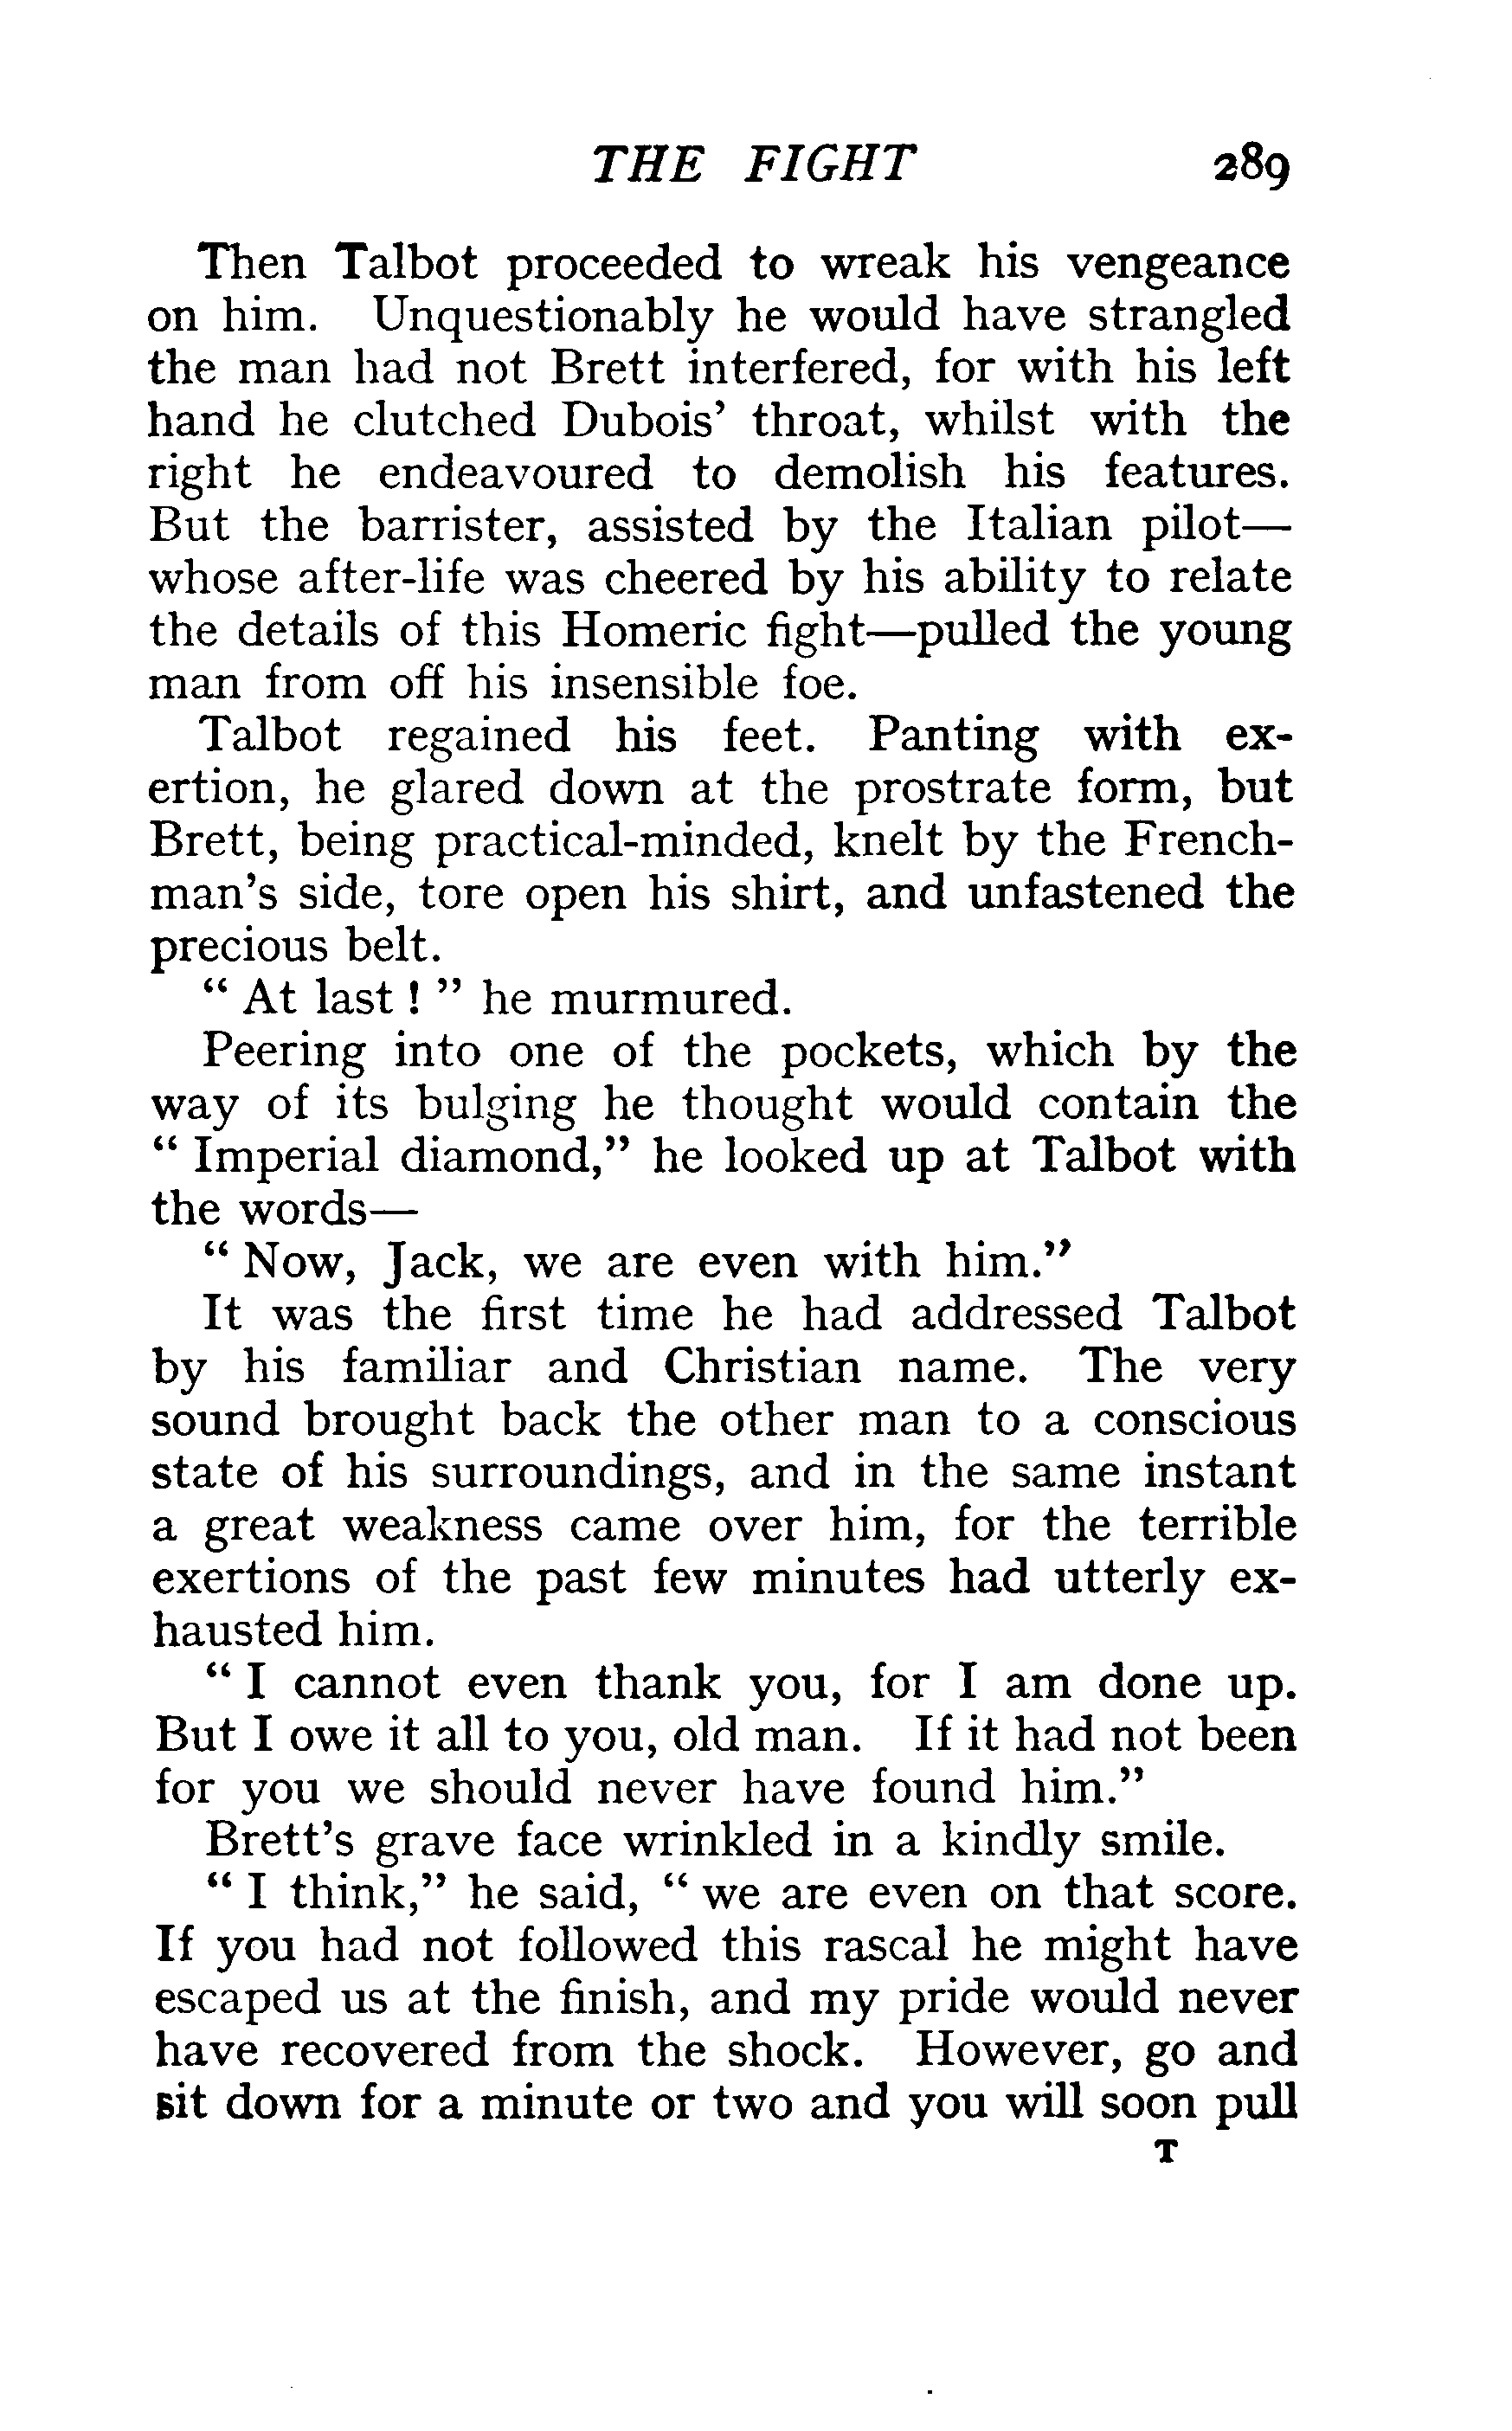 THE FIGHT 289
Then Talbot proceeded to wreak his vengeance
on him. Unquestionably he would have strangled
the man had not Brett interfered, for with his left
hand he clutched Dubois' throat, whilst with the
right he endeavoured to demolish his features.
But the barrister, assisted by the Italian pilot—
whose after-life was cheered by his ability to relate
the details of this Homeric fight—pulled the young
man from off his insensible foe.
Talbot regained his feet. Panting with ex-
ertion, he glared down at the prostrate form, but
Brett, being practical-minded, knelt by the French-
man's side, tore open his shirt, and unfastened the
precious belt.
“ At last ! ” he murmured.
Peering into one of the pockets, which by the
way of its bulging he thought would contain the
“ Imperial diamond,” he looked up at Talbot with
the words—
“ Now, Jack, we are even with him.”
It was the first time he had addressed Talbot
by his familiar and Christian name. The very
sound brought back the other man to a conscious
state of his surroundings, and in the same instant
a great weakness came over him, for the terrible
exertions of the past few minutes had utterly ex-
hausted him.
“ I cannot even thank you, for I am done up.
But I owe it all to you, old man. If it had not been
for you we should never have found him.”
Brett's grave face wrinkled in a kindly smile.
“ I think,” he said, “ we are even on that score.
If you had not followed this rascal he might have
escaped us at the finish, and my pride would never
have recovered from the shock. However, go and
sit down for a minute or two and you will soon pull
T